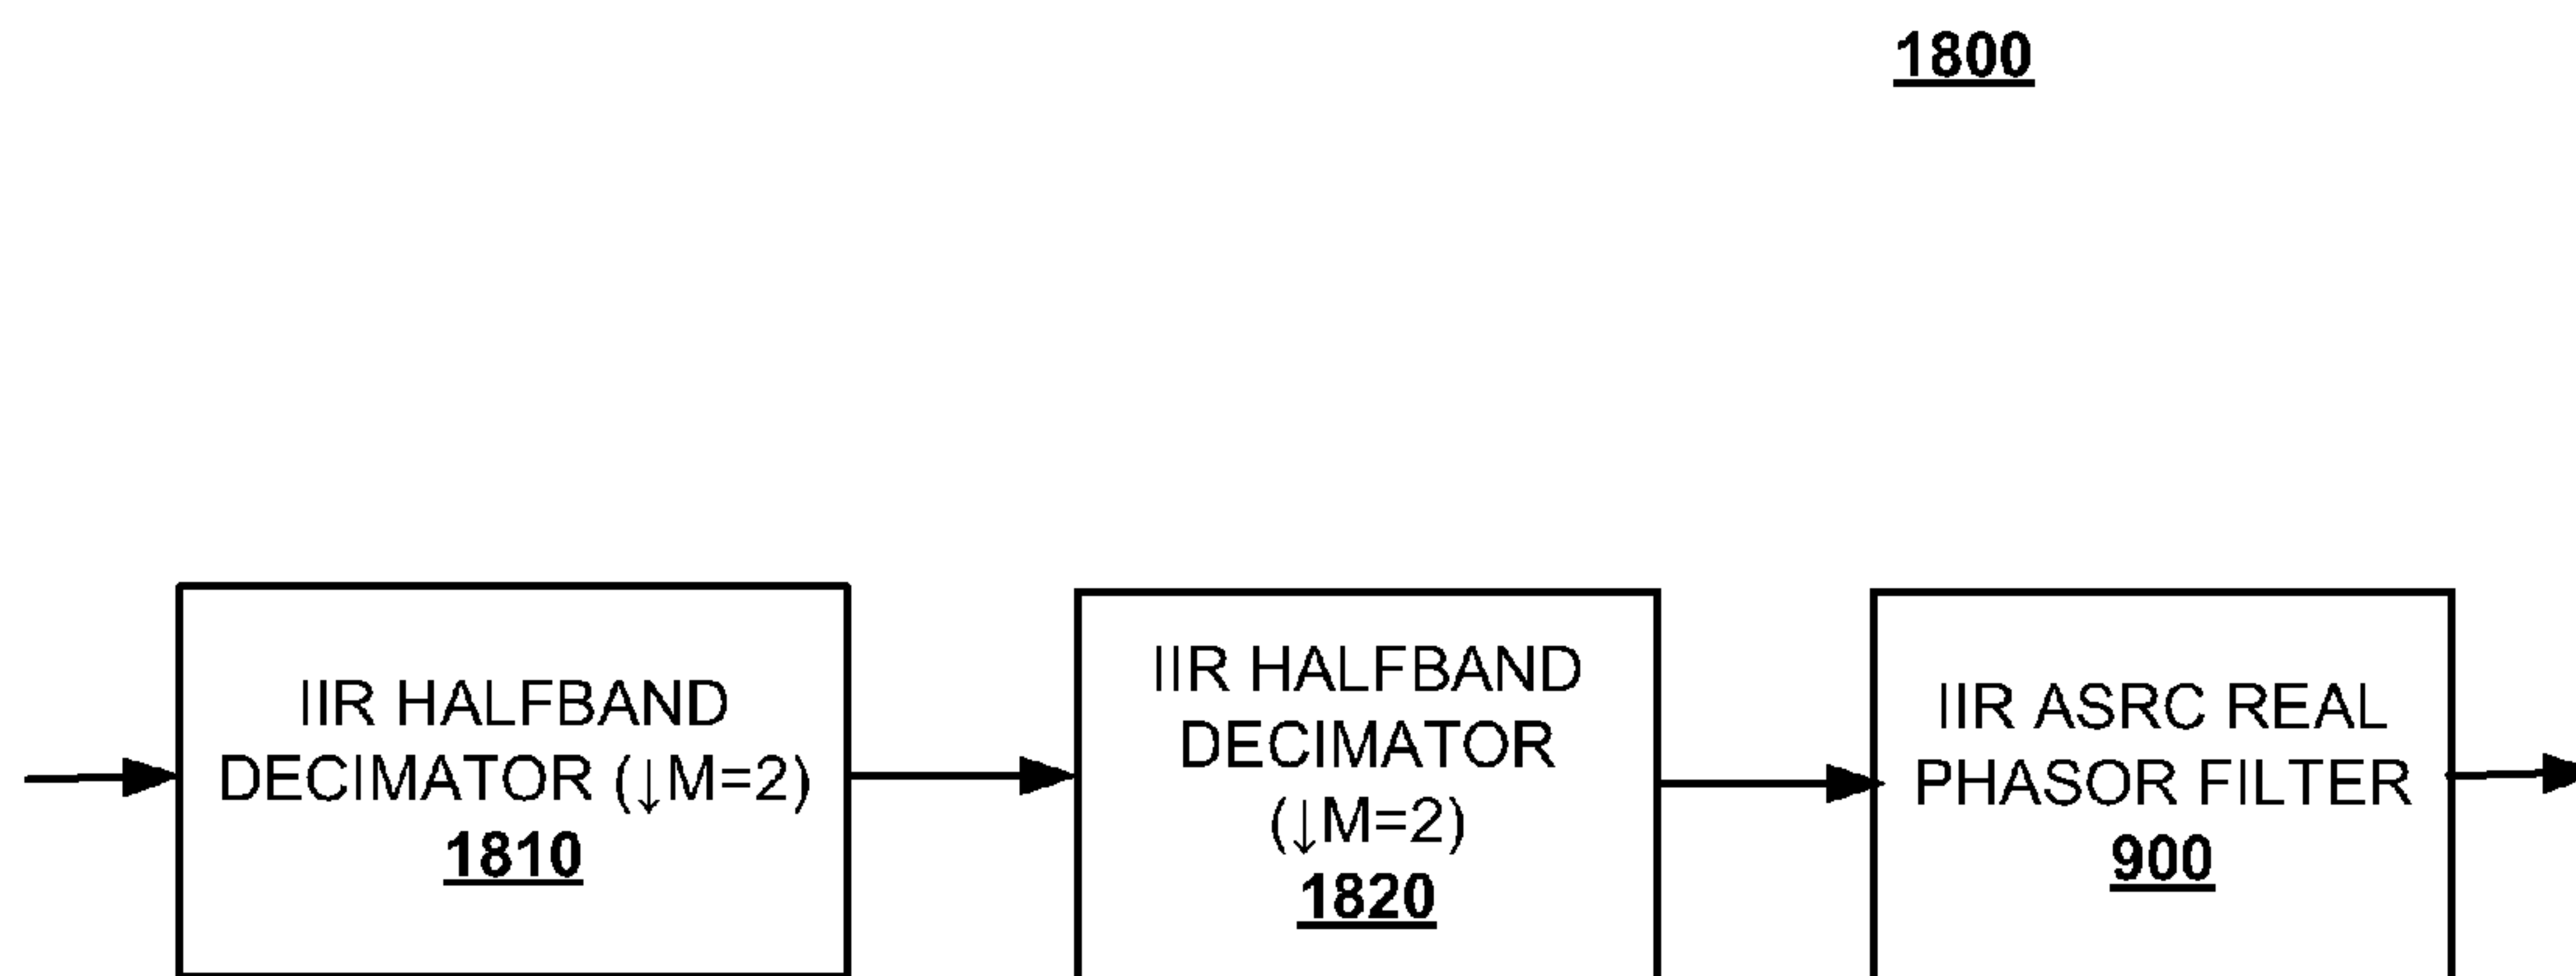 1800
IIR HALFBAND
DECIMATOR (↓M=2)
1810
IIR HALFBAND
DECIMATOR
(↓M=2)
1820
IIR ASRC REAL
PHASOR FILTER
900